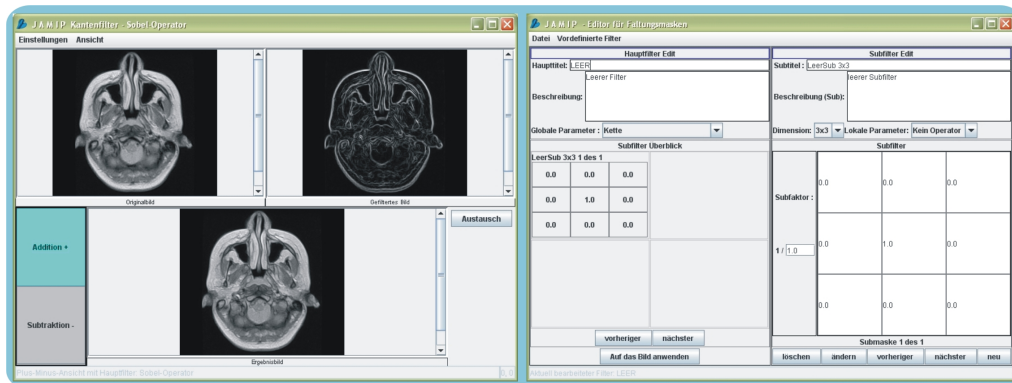 J.A.M.I.P. Kantenfilter - Sobel-Operator
Einstellungen Ansicht
Originalbild
Gefiltertes Bild
Addition +
Subtraktion -
Austausch
Ergebnisbild
Plus-Minus-Ansicht mit Hauptfilter: Sobel-Operator
0, 0
J.A.M.I.P. - Editor für Faltungsmasken
Datei Vordefinierte Filter
Hauptfilter Edit
Haupttitel: LEER
Beschreibung:
Leerer Filter
Globale Parameter : Kette
Subfilter Überblick
LeerSub 3x3 1 des 1
0.0 0.0 0.0
0.0 1.0 0.0
0.0 0.0 0.0
vorheriger nächster
Auf das Bild anwenden
Subfilter Edit
Subtitel : LeerSub 3x3
Beschreibung (Sub):
leerer Subfilter
Dimension: 3x3 Lokale Parameter: Kein Operator
Subfilter
Subfaktor :
1 / 1.0
0.0 0.0 0.0
0.0 1.0 0.0
0.0 0.0 0.0
Submaske 1 des 1
löschen ändern vorheriger nächster neu
Aktuell bearbeiteter Filter: LEER